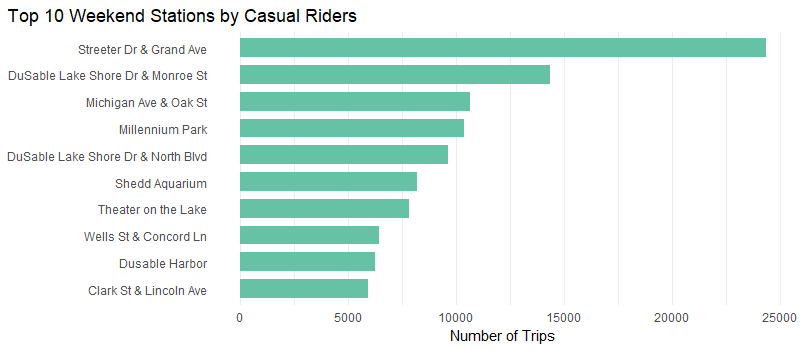 Top 10 Weekend Stations by Casual Riders
Streeter Dr & Grand Ave
DuSable Lake Shore Dr & Monroe St
Michigan Ave & Oak St
Millennium Park
DuSable Lake Shore Dr & North Blvd
Shedd Aquarium
Theater on the Lake
Wells St & Concord Ln
Dusable Harbor
Clark St & Lincoln Ave
0 5000 10000 15000 20000 25000
Number of Trips